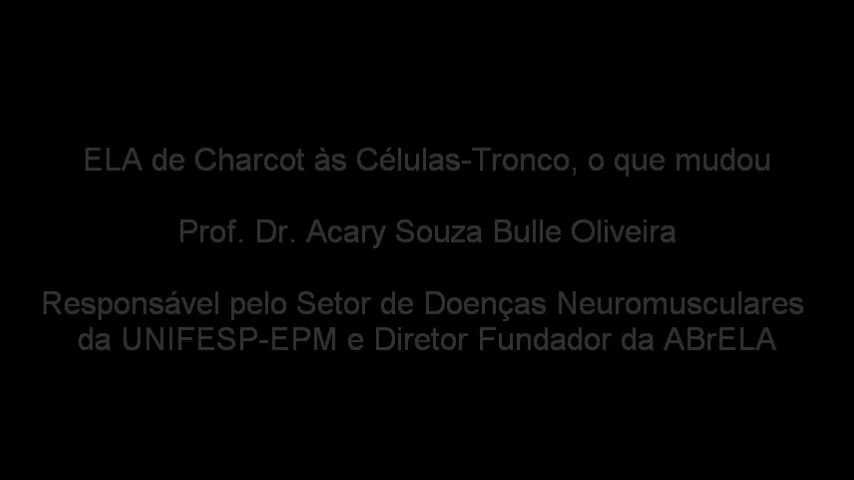 ELA de Charcot às Células-Tronco, o que mudou
Prof. Dr. Acary Souza Bulle Oliveira
Responsável pelo Setor de Doenças Neuromusculares
da UNIFESP-EPM e Diretor Fundador da ABrELA